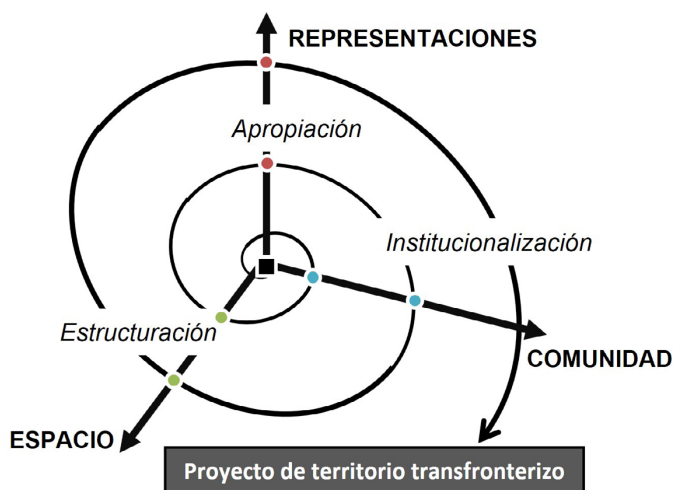 REPRESENTACIONES
Apropiación
Institucionalización
Estructuración
COMUNIDAD
ESPACIO
Proyecto de territorio transfronterizo